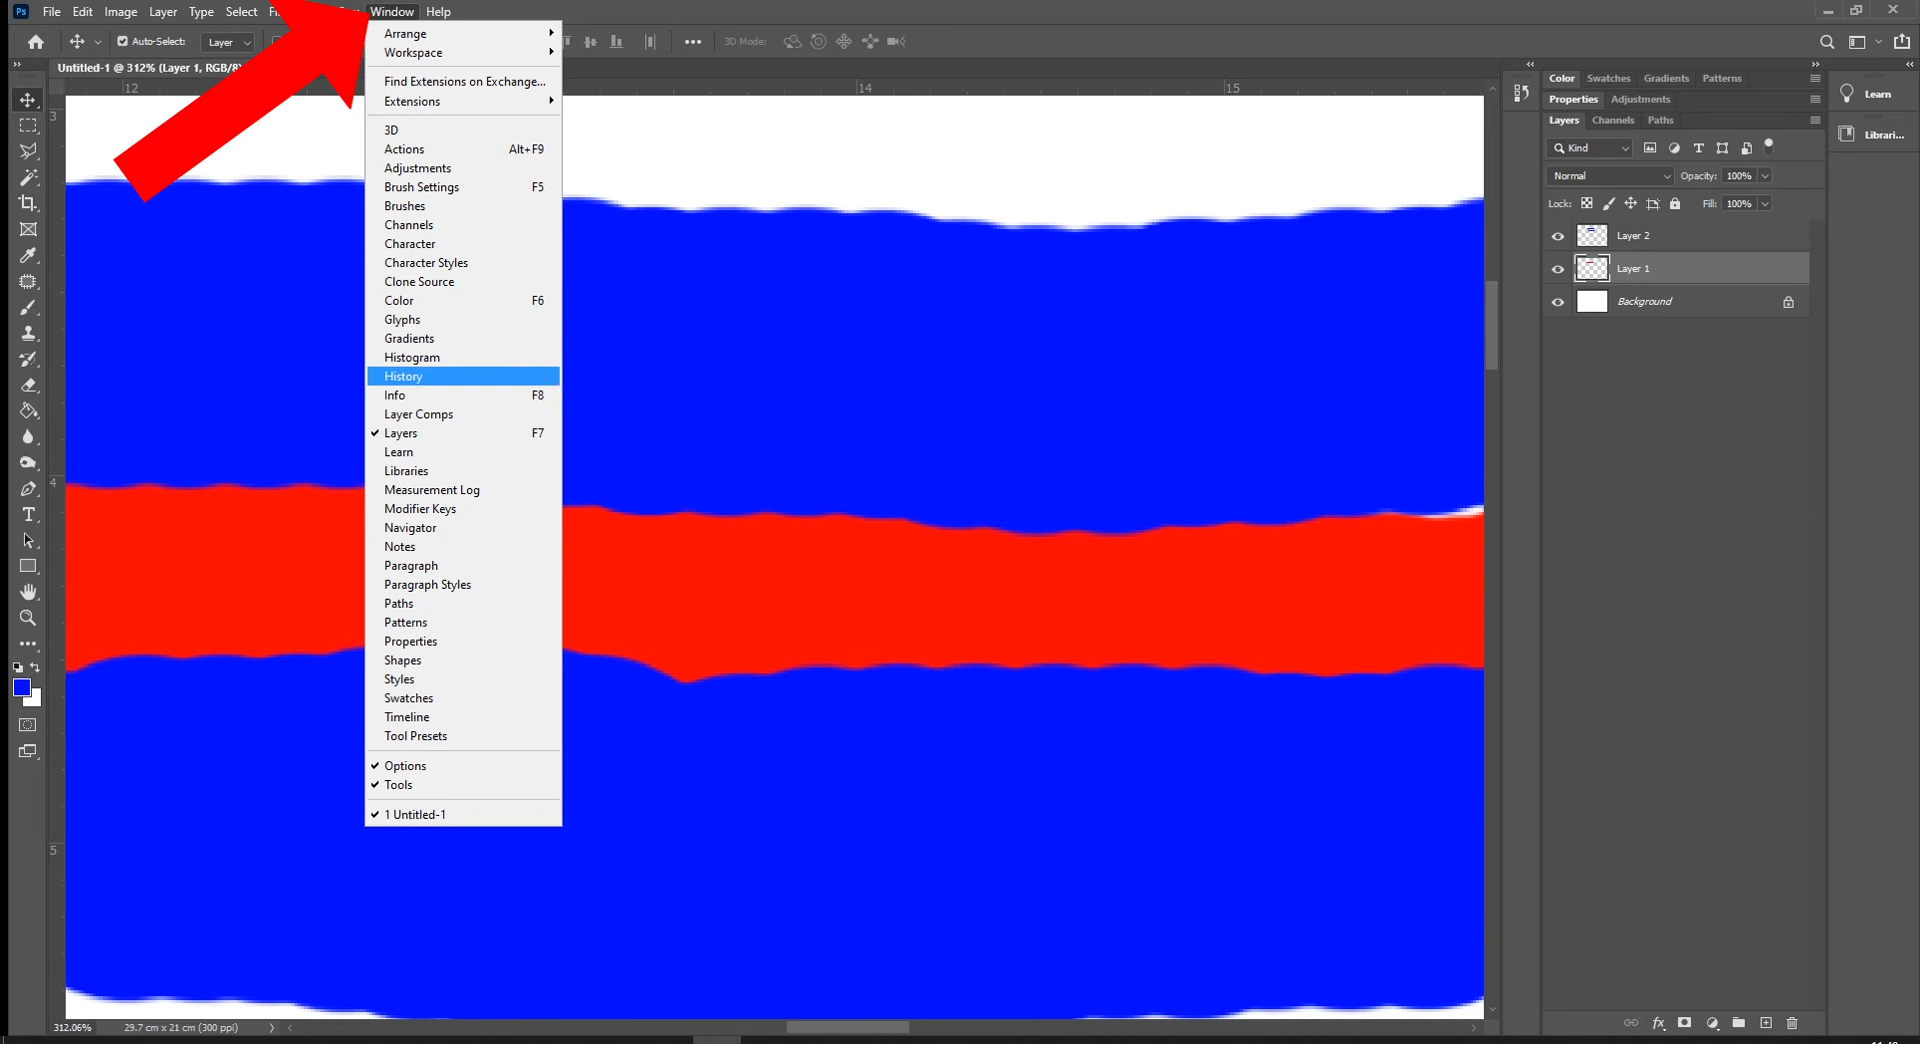 Ps File Edit Image Layer Type Select Window Help
Auto-Select: Layer 3D Mode:
Untitled-1 @ 312% (Layer 1, RGB/8)
12 14 15
3
4
5
Arrange
Workspace
Find Extensions on Exchange...
Extensions
3D
Actions Alt+F9
Adjustments
Brush Settings F5
Brushes
Channels
Character
Character Styles
Clone Source
Color F6
Glyphs
Gradients
Histogram
History
Info F8
Layer Comps
Layers F7
Learn
Libraries
Measurement Log
Modifier Keys
Navigator
Notes
Paragraph
Paragraph Styles
Paths
Patterns
Properties
Shapes
Styles
Swatches
Timeline
Tool Presets
Options
Tools
1 Untitled-1
Color Swatches Gradients Patterns
Properties Adjustments
Layers Channels Paths
Kind
Normal Opacity: 100%
Lock: Fill: 100%
Layer 2
Layer 1
Background
Learn
Librari...
312.06% 29.7 cm x 21 cm (300 ppi)